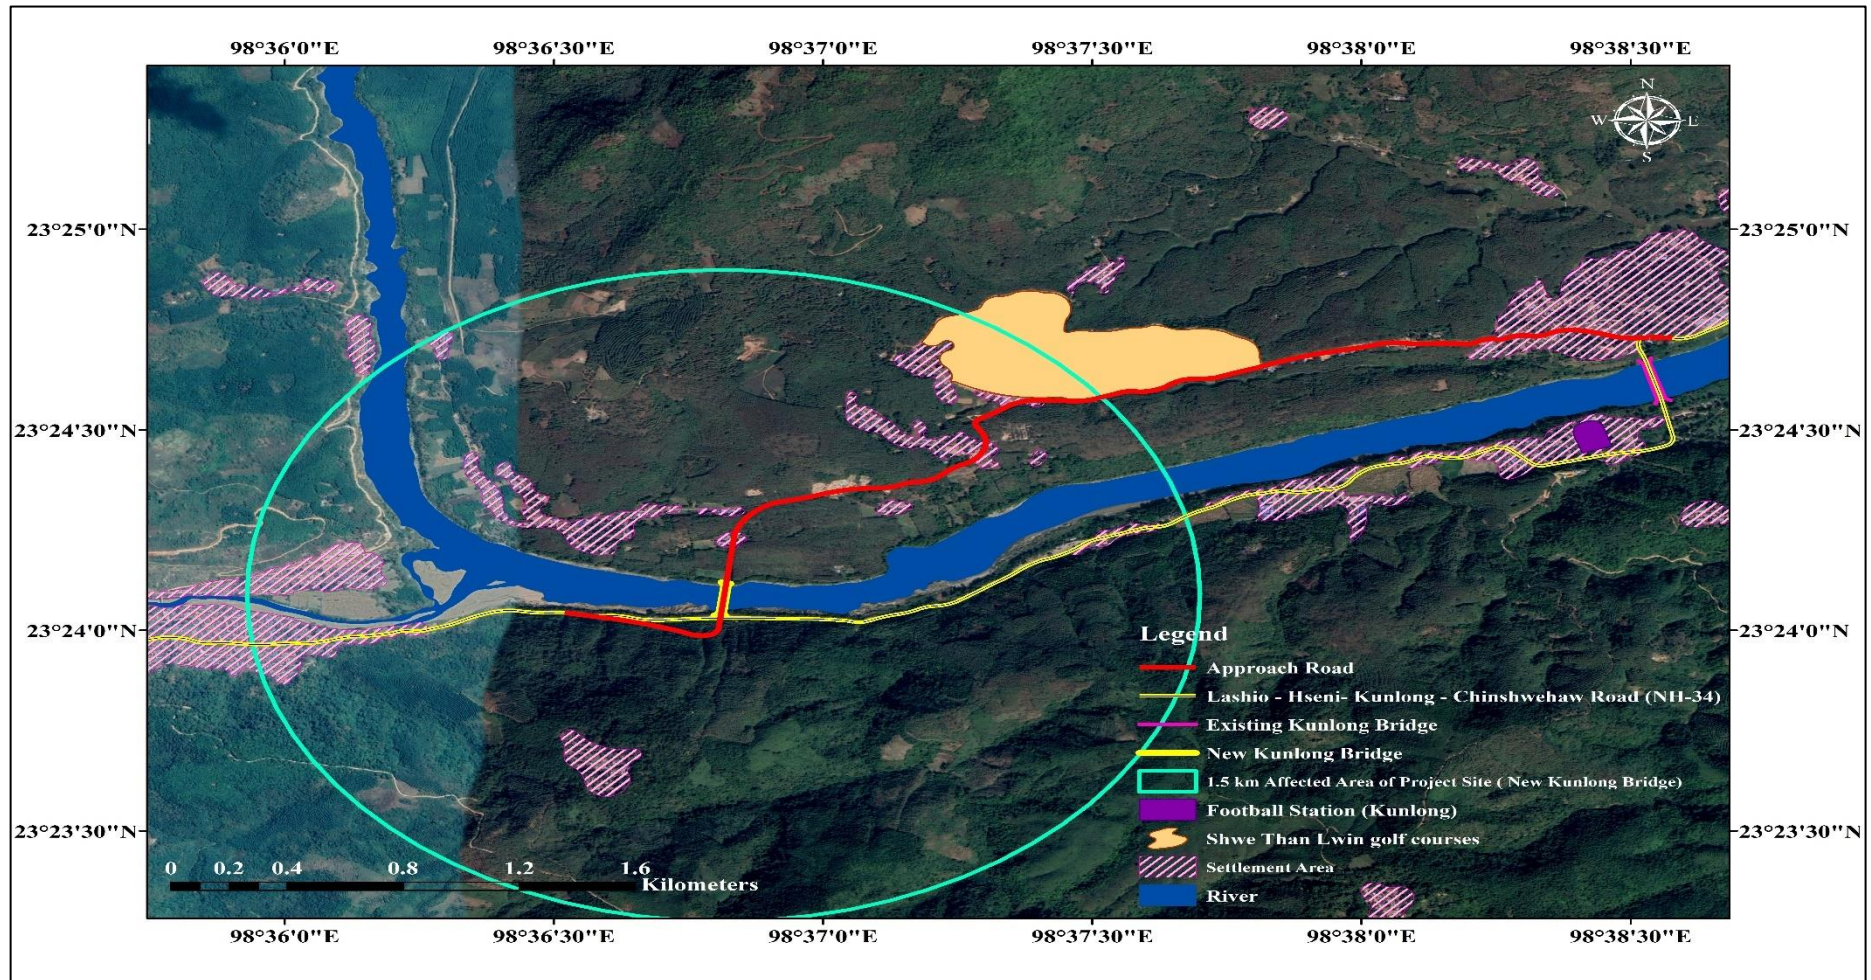 98°36'0"E 98°36'30"E 98°37'0"E 98°37'30"E 98°38'0"E 98°38'30"E
N
W E
S
23°25'0"N 23°25'0"N
23°24'30"N 23°24'30"N
23°24'0"N 23°24'0"N
Legend
Approach Road
Lashio - Hseni- Kunlong - Chinshwehaw Road (NH-34)
Existing Kunlong Bridge
New Kunlong Bridge
1.5 km Affected Area of Project Site ( New Kunlong Bridge)
Football Station (Kunlong)
23°23'30"N 23°23'30"N
Shwe Than Lwin golf courses
Settlement Area
River
0 0.2 0.4 0.8 1.2 1.6
Kilometers
98°36'0"E 98°36'30"E 98°37'0"E 98°37'30"E 98°38'0"E 98°38'30"E